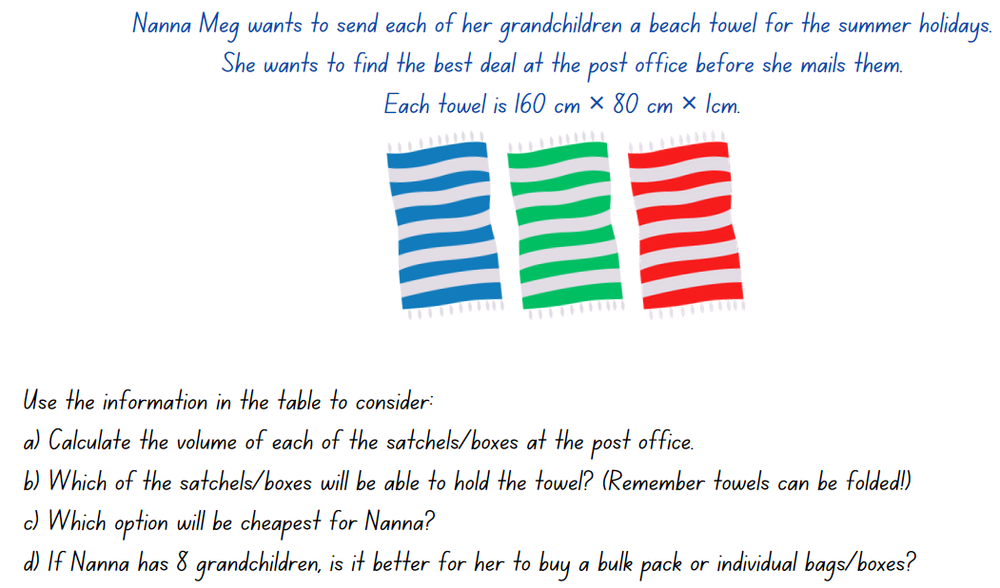 Nanna Meg wants to send each of her grandchildren a beach towel for the summer holidays.
She wants to find the best deal at the post office before she mails them.
Each towel is 160 cm × 80 cm × 1cm.
Use the information in the table to consider:
a) Calculate the volume of each of the satchels/boxes at the post office.
b) Which of the satchels/boxes will be able to hold the towel? (Remember towels can be folded!)
c) Which option will be cheapest for Nanna?
d) If Nanna has 8 grandchildren, is it better for her to buy a bulk pack or individual bags/boxes?